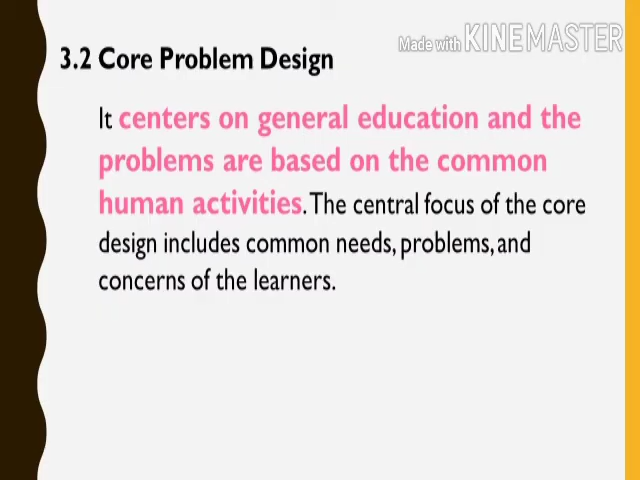 Made with KINEMASTER
3.2 Core Problem Design
It centers on general education and the
problems are based on the common
human activities. The central focus of the core
design includes common needs, problems, and
concerns of the learners.